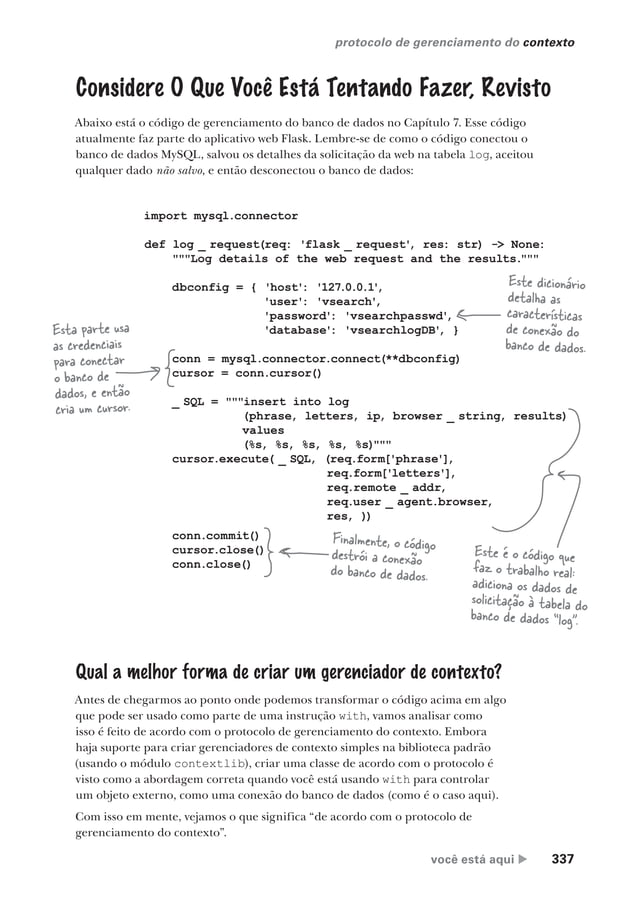 protocolo de gerenciamento do contexto
Considere O Que Você Está Tentando Fazer, Revisto
Abaixo está o código de gerenciamento do banco de dados no Capítulo 7. Esse código
atualmente faz parte do aplicativo web Flask. Lembre-se de como o código conectou o
banco de dados MySQL, salvou os detalhes da solicitação da web na tabela log, aceitou
qualquer dado não salvo, e então desconectou o banco de dados:
import mysql.connector
def log _ request(req: 'flask _ request', res: str) -> None:
"""Log details of the web request and the results."""
dbconfig = { 'host': '127.0.0.1',
'user': 'vsearch',
'password': 'vsearchpasswd',
'database': 'vsearchlogDB', }
Este dicionário
detalha as
características
de conexão do
banco de dados.
Esta parte usa
as credenciais
para conectar
o banco de
dados, e então
cria um cursor.
conn = mysql.connector.connect(**dbconfig)
cursor = conn.cursor()
_ SQL = """insert into log
(phrase, letters, ip, browser _ string, results)
values
(%s, %s, %s, %s, %s)"""
cursor.execute( _ SQL, (req.form['phrase'],
req.form['letters'],
req.remote _ addr,
req.user _ agent.browser,
res, ))
conn.commit()
cursor.close()
conn.close()
Finalmente, o código
destrói a conexão
do banco de dados.
Este é o código que
faz o trabalho real:
adiciona os dados de
solicitação à tabela do
banco de dados "log".
Qual a melhor forma de criar um gerenciador de contexto?
Antes de chegarmos ao ponto onde podemos transformar o código acima em algo
que pode ser usado como parte de uma instrução with, vamos analisar como
isso é feito de acordo com o protocolo de gerenciamento do contexto. Embora
haja suporte para criar gerenciadores de contexto simples na biblioteca padrão
(usando o módulo contextlib), criar uma classe de acordo com o protocolo é
visto como a abordagem correta quando você está usando with para controlar
um objeto externo, como uma conexão do banco de dados (como é o caso aqui).
Com isso em mente, vejamos o que significa “de acordo com o protocolo de
gerenciamento do contexto”.
você está aqui ▶ 337